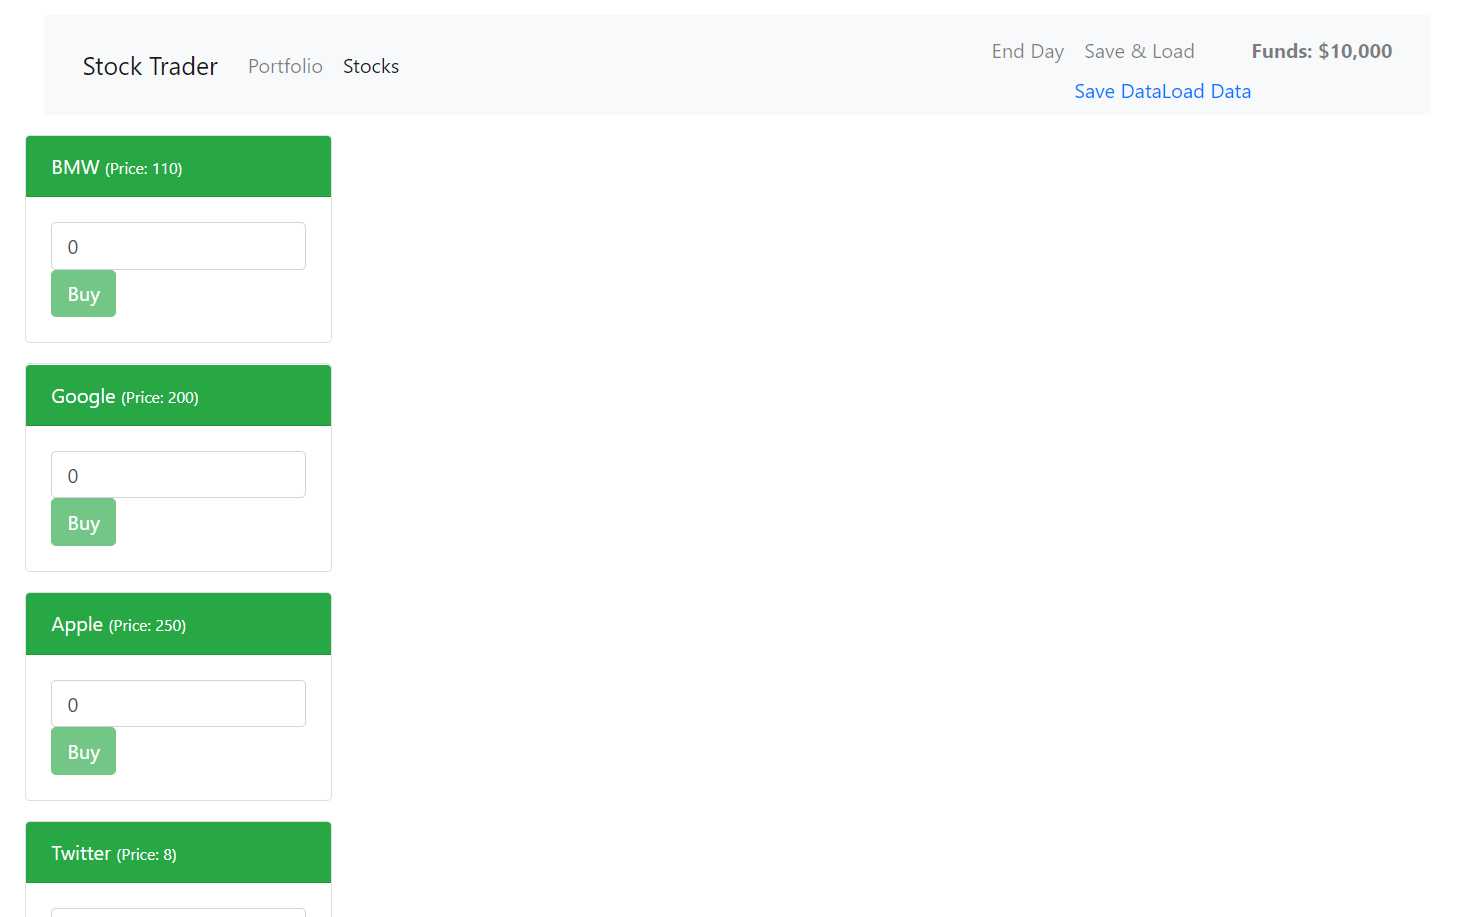 Stock Trader Portfolio Stocks End Day Save & Load Funds: $10,000
Save DataLoad Data
BMW (Price: 110)
0
Buy
Google (Price: 200)
0
Buy
Apple (Price: 250)
0
Buy
Twitter (Price: 8)